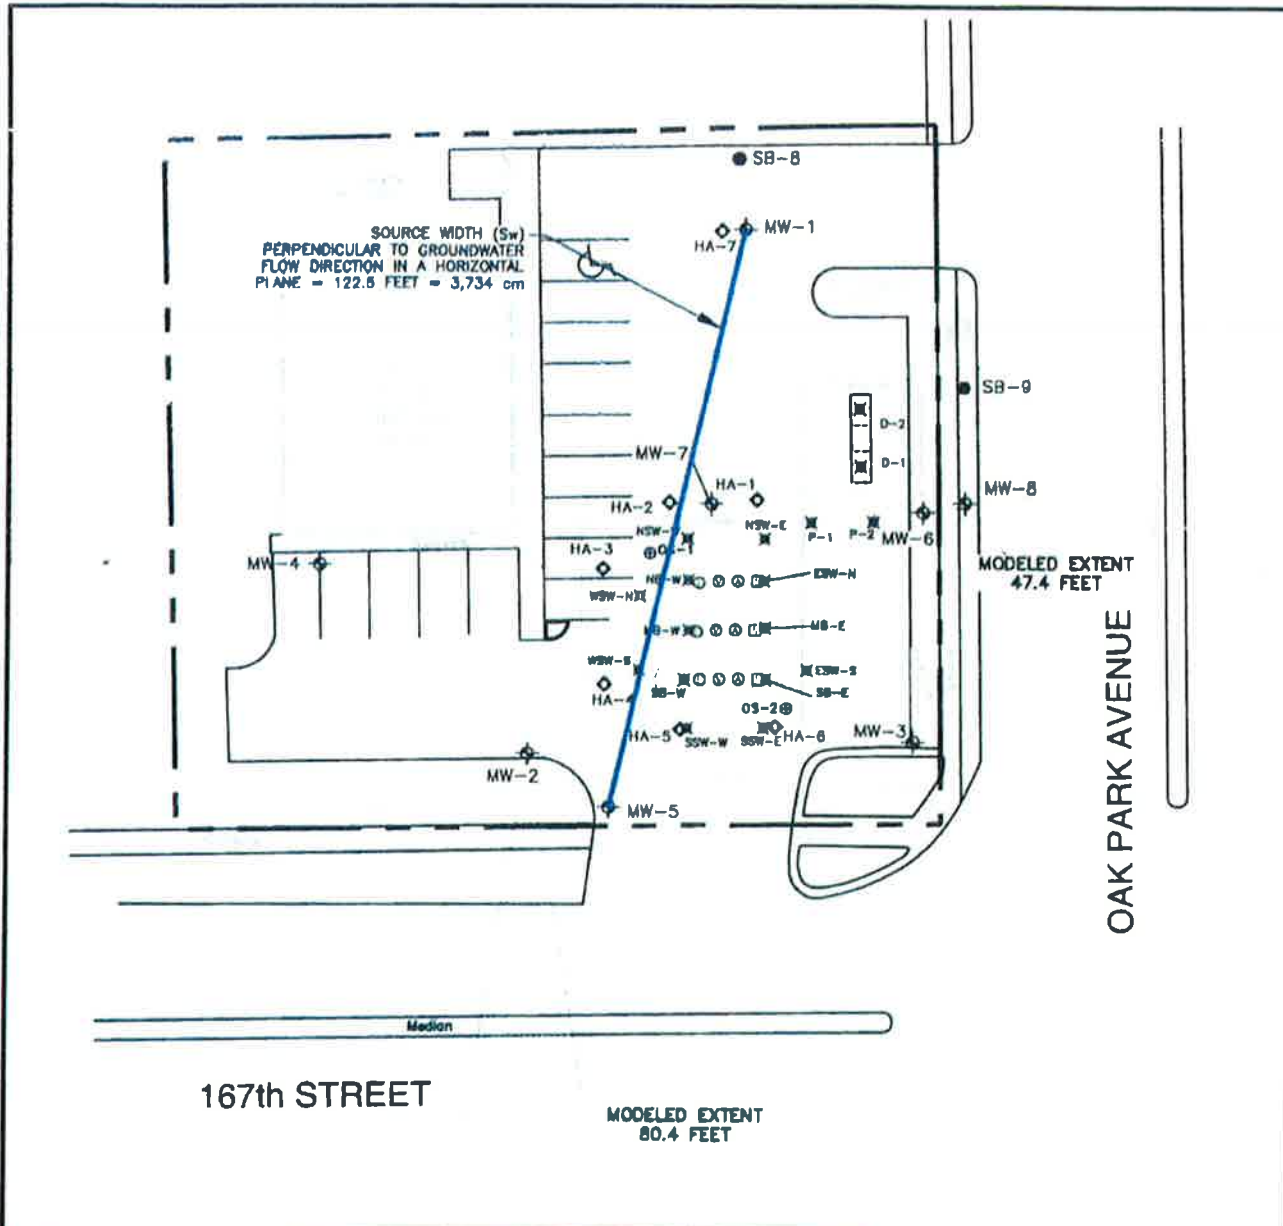 SB-8
MW-1
HA-7
SOURCE WIDTH (Sw)
PERPENDICULAR TO GROUNDWATER
FLOW DIRECTION IN A HORIZONTAL
PLANE = 122.5 FEET = 3,734 cm
SB-9
D-2
D-1
MW-7
HA-1
HA-2
MW-8
NSW-E
P-1
P-2
MW-6
HA-3
MW-4
MODELED EXTENT
47.4 FEET
NB-W
ESW-N
WSW-N
MB-W
MB-E
WSW-S
ESW-S
SB-W
SB-E
HA-4
OS-2
HA-5
SSW-W
SSW-E
HA-6
MW-3
MW-2
MW-5
OAK PARK AVENUE
Median
167th STREET
MODELED EXTENT
80.4 FEET